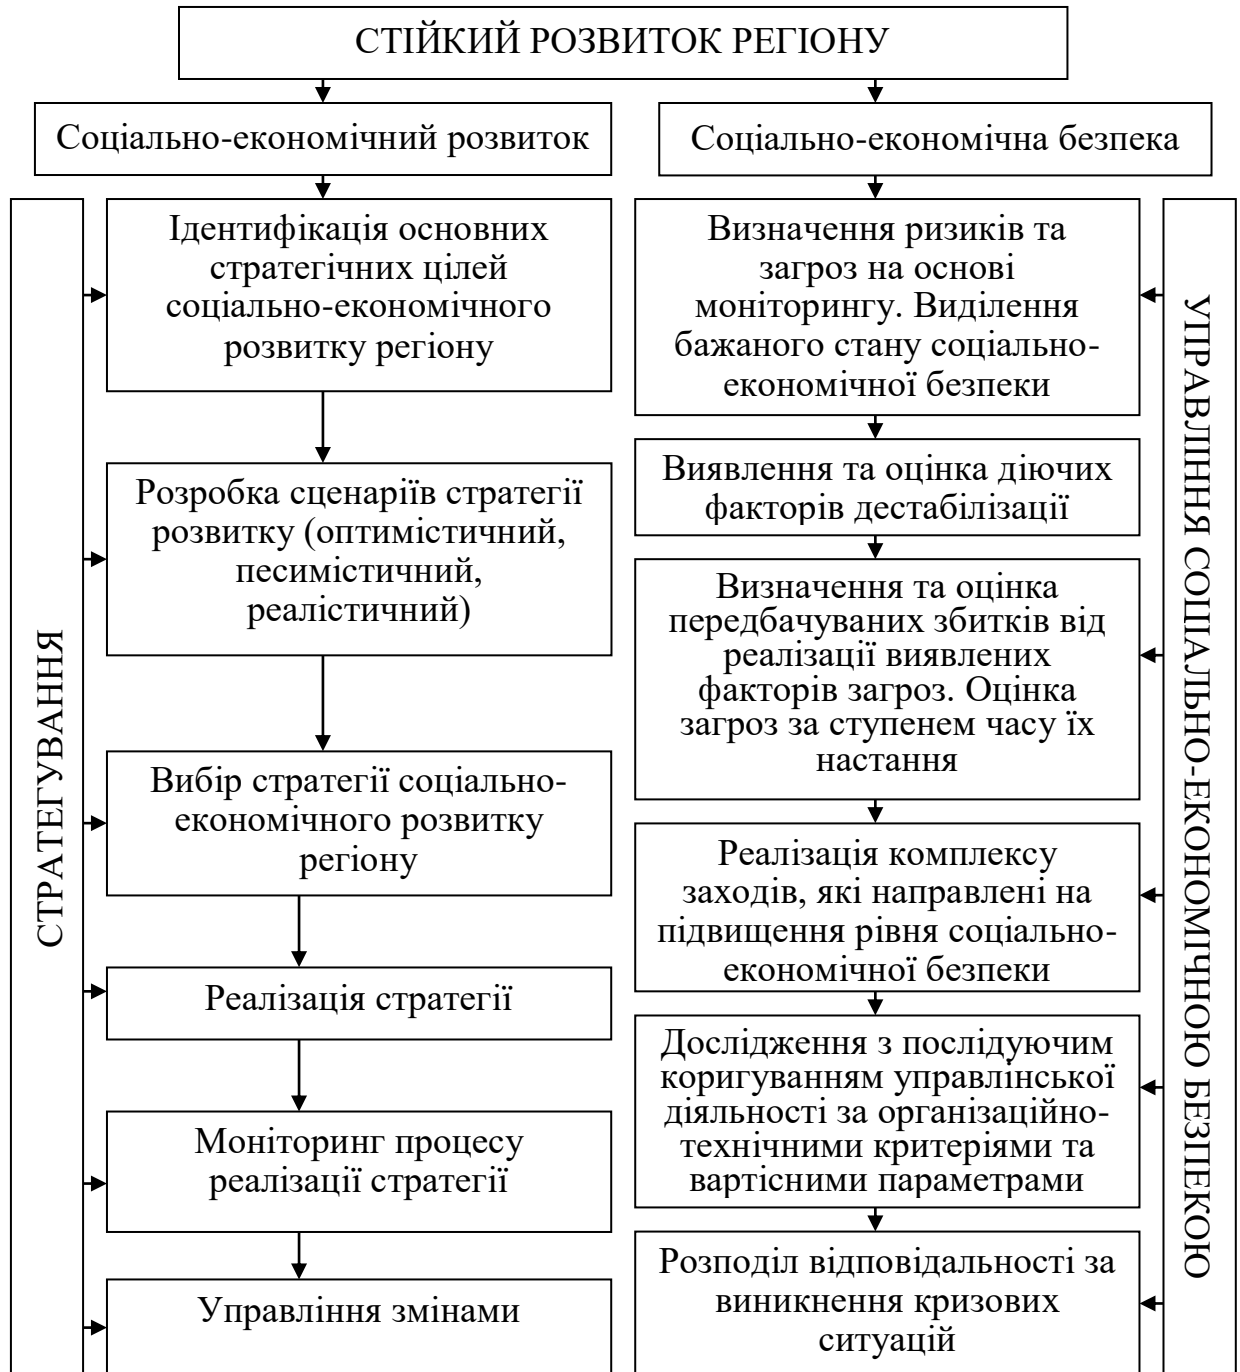 СТІЙКИЙ РОЗВИТОК РЕГІОНУ
Соціально-економічний розвиток
Соціально-економічна безпека
СТРАТЕГУВАННЯ
Ідентифікація основних
стратегічних цілей
соціально-економічного
розвитку регіону
Розробка сценаріїв стратегії
розвитку (оптимістичний,
песимістичний,
реалістичний)
Вибір стратегії соціально-
економічного розвитку
регіону
Реалізація стратегії
Моніторинг процесу
реалізації стратегії
Управління змінами
Визначення ризиків та
загроз на основі
моніторингу. Виділення
бажаного стану соціально-
економічної безпеки
Виявлення та оцінка діючих
факторів дестабілізації
Визначення та оцінка
передбачуваних збитків від
реалізації виявлених
факторів загроз. Оцінка
загроз за ступенем часу їх
настання
Реалізація комплексу
заходів, які направлені на
підвищення рівня соціально-
економічної безпеки
Дослідження з послідуючим
коригуванням управлінської
діяльності за організаційно-
технічними критеріями та
вартісними параметрами
Розподіл відповідальності за
виникнення кризових
ситуацій
УПРАВЛІННЯ СОЦІАЛЬНО-ЕКОНОМІЧНОЮ БЕЗПЕКОЮ